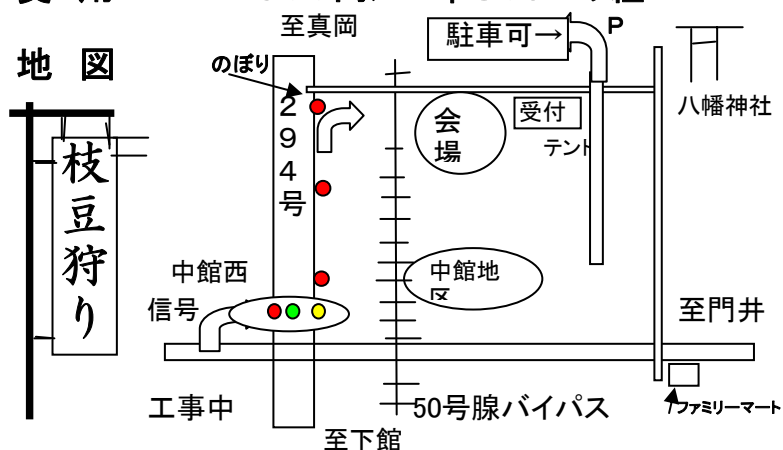 地 図
至真岡
駐車可→
P
のぼり
294号
会場
受付
テント
八幡神社
枝豆狩り
中館西
信号
中館地
区
至門井
工事中
50号腺バイパス
ファミリーマート
至下館